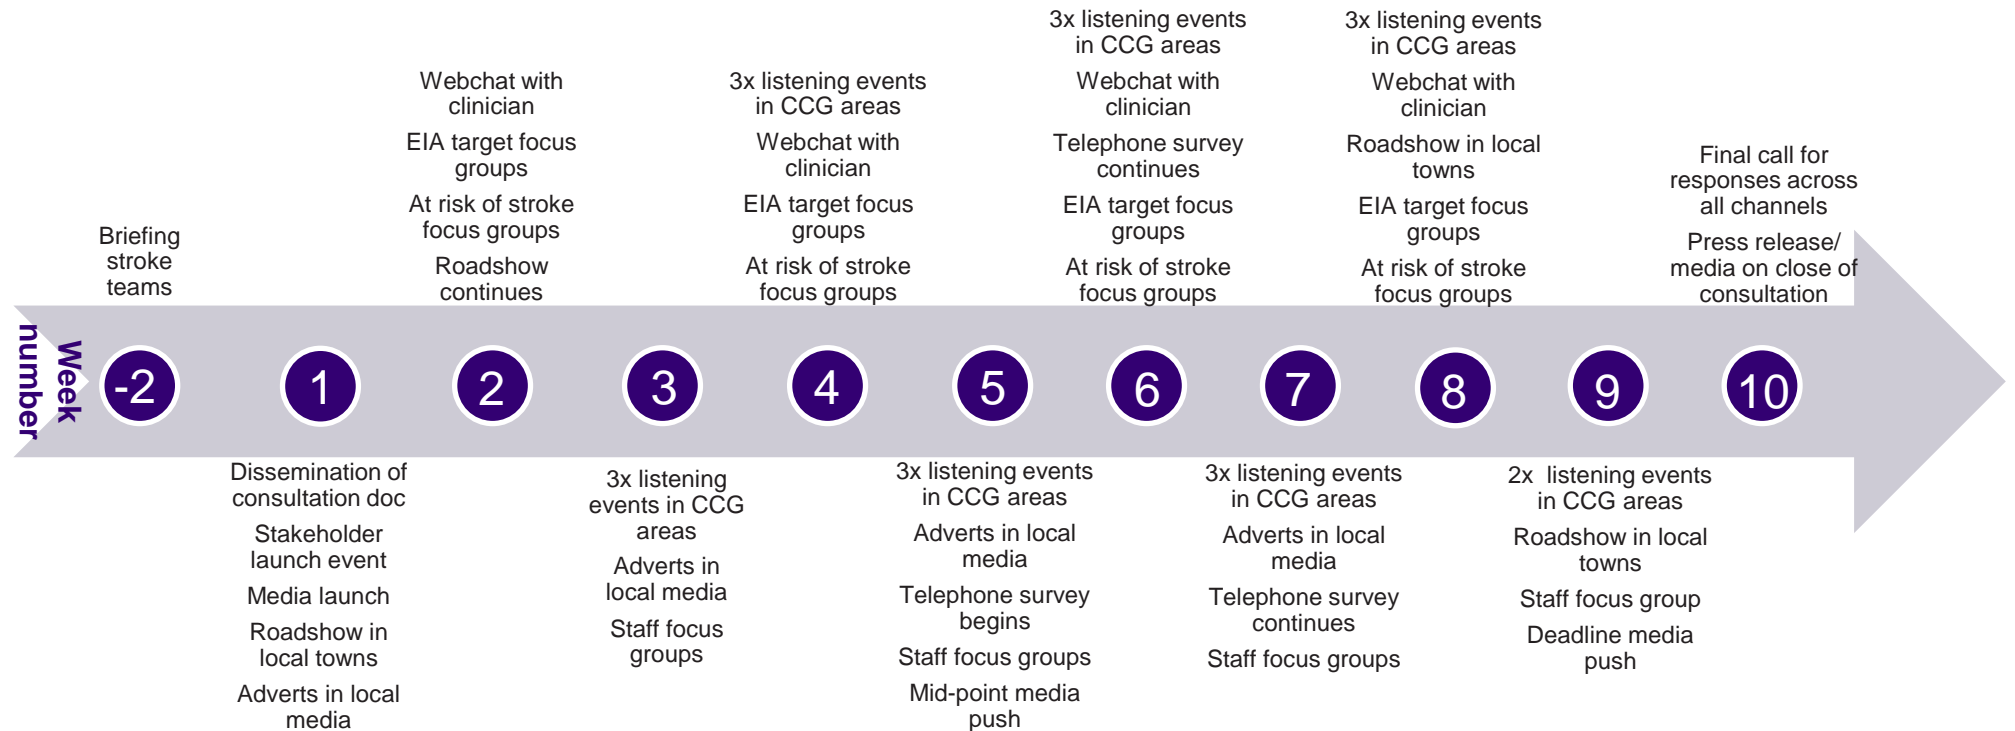 Week
number
-2
Briefing
stroke
teams
1
Dissemination of
consultation doc
Stakeholder
launch event
Media launch
Roadshow in
local towns
Adverts in local
media
2
Webchat with
clinician
EIA target focus
groups
At risk of stroke
focus groups
Roadshow
continues
3
3x listening
events in CCG
areas
Adverts in
local media
Staff focus
groups
4
3x listening events
in CCG areas
Webchat with
clinician
EIA target focus
groups
At risk of stroke
focus groups
5
3x listening events
in CCG areas
Adverts in local
media
Telephone survey
begins
Staff focus groups
Mid-point media
push
6
3x listening events
in CCG areas
Webchat with
clinician
Telephone survey
continues
EIA target focus
groups
At risk of stroke
focus groups
7
3x listening events
in CCG areas
Adverts in local
media
Telephone survey
continues
Staff focus groups
8
3x listening events
in CCG areas
Webchat with
clinician
Roadshow in local
towns
EIA target focus
groups
At risk of stroke
focus groups
9
2x listening events
in CCG areas
Roadshow in local
towns
Staff focus group
Deadline media
push
10
Final call for
responses across
all channels
Press release/
media on close of
consultation